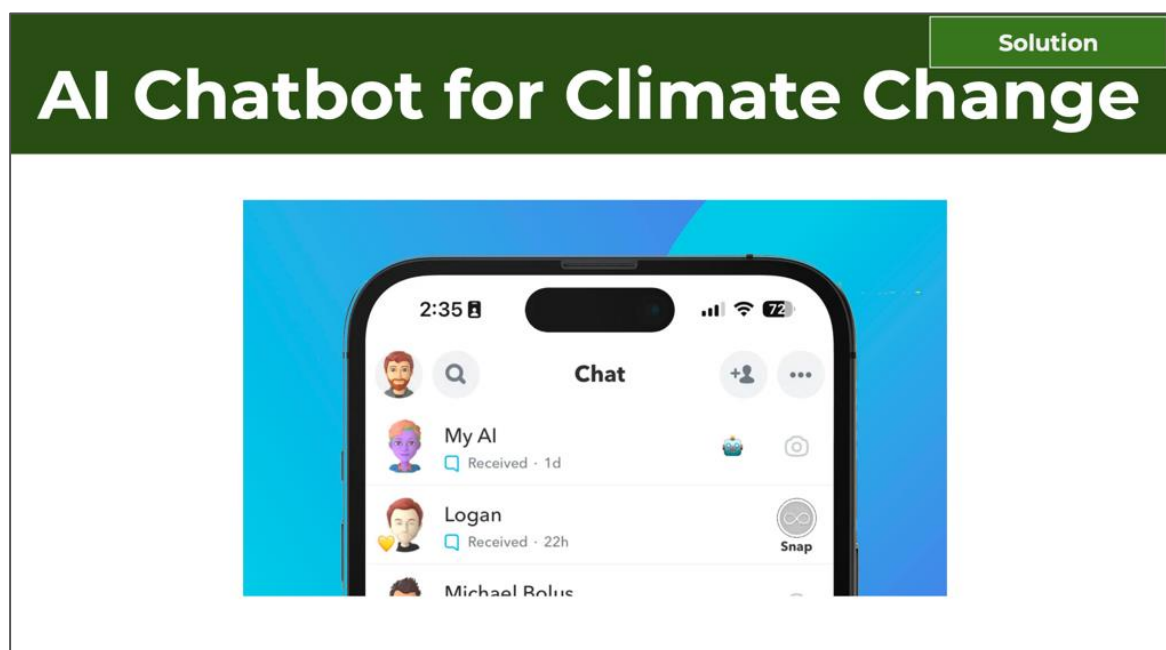 Solution
AI Chatbot for Climate Change
2:35
72
Chat
My AI
Received · 1d
Logan
Received · 22h
Snap
Michael Bolus